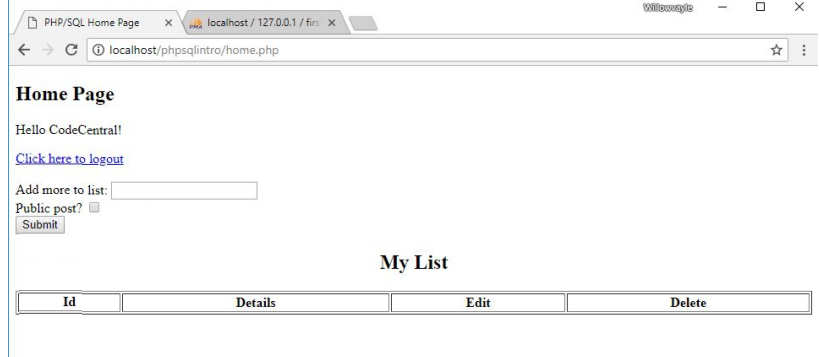 Willowvayle
PHP/SQL Home Page
localhost / 127.0.0.1 / firs
localhost/phpsqlintro/home.php
Home Page
Hello CodeCentral!
Click here to logout
Add more to list:
Public post?
Submit
My List
Id Details Edit Delete